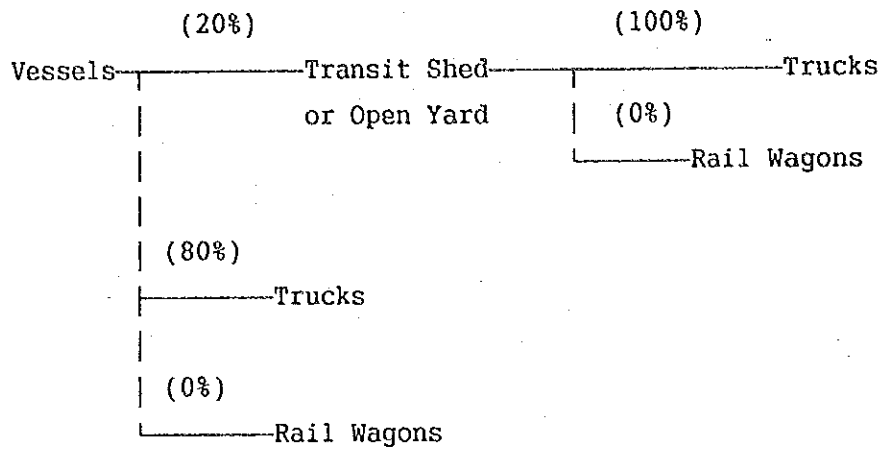 (20%) (100%)
Vessels Transit Shed Trucks
or Open Yard (0%)
Rail Wagons
(80%)
Trucks
(0%)
Rail Wagons